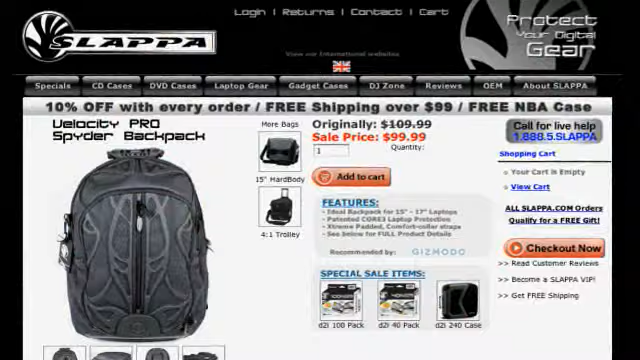 Login | Returns | Contact | Cart
SLAPPA
Protect
Your Digital
Gear
View our International websites
Specials
CD Cases
DVD Cases
Laptop Gear
Gadget Cases
DJ Zone
Reviews
OEM
About SLAPPA
10% OFF with every order / FREE Shipping over $99 / FREE NBA Case
Velocity PRO
Spyder Backpack
More Bags
15" HardBody
4:1 Trolley
Originally: $109.99
Sale Price: $99.99
Quantity:
1
Add to cart
FEATURES:
- Ideal Backpack for 15" - 17" Laptops
- Patented CORE3 Laptop Protection
- Xtreme Padded, Comfort-collar straps
- See below for FULL Product Details
Recommended by: GIZMODO
SPECIAL SALE ITEMS:
d2i 100 Pack
d2i 40 Pack
d2i 240 Case
Call for live help
1.888.5.SLAPPA
Shopping Cart
Your Cart is Empty
View Cart
ALL SLAPPA.COM Orders
Qualify for a FREE Gift!
Checkout Now
>> Read Customer Reviews
>> Become a SLAPPA VIP!
>> Get FREE Shipping